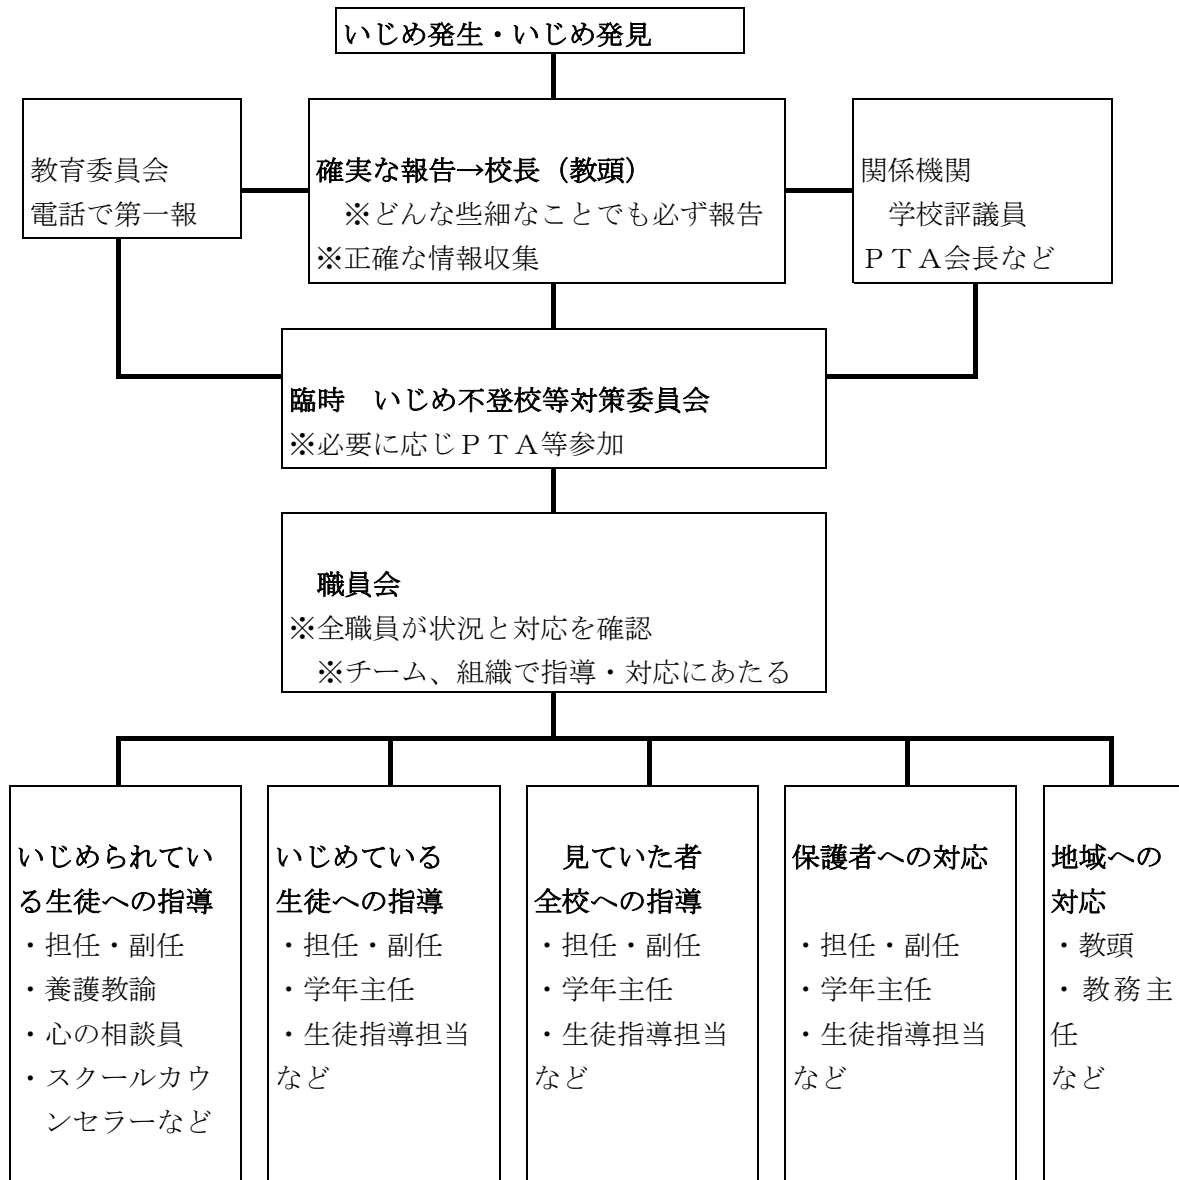 いじめ発生・いじめ発見
教育委員会
電話で第一報
確実な報告→校長（教頭）
※どんな些細なことでも必ず報告
※正確な情報収集
関係機関
学校評議員
ＰＴＡ会長など
臨時　いじめ不登校等対策委員会
※必要に応じＰＴＡ等参加
職員会
※全職員が状況と対応を確認
※チーム、組織で指導・対応にあたる
いじめられてい
る生徒への指導
・担任・副任
・養護教諭
・心の相談員
・スクールカウ
ンセラーなど
いじめている
生徒への指導
・担任・副任
・学年主任
・生徒指導担当
など
見ていた者
全校への指導
・担任・副任
・学年主任
・生徒指導担当
など
保護者への対応
・担任・副任
・学年主任
・生徒指導担当
など
地域への
対応
・教頭
・教務主
任
など